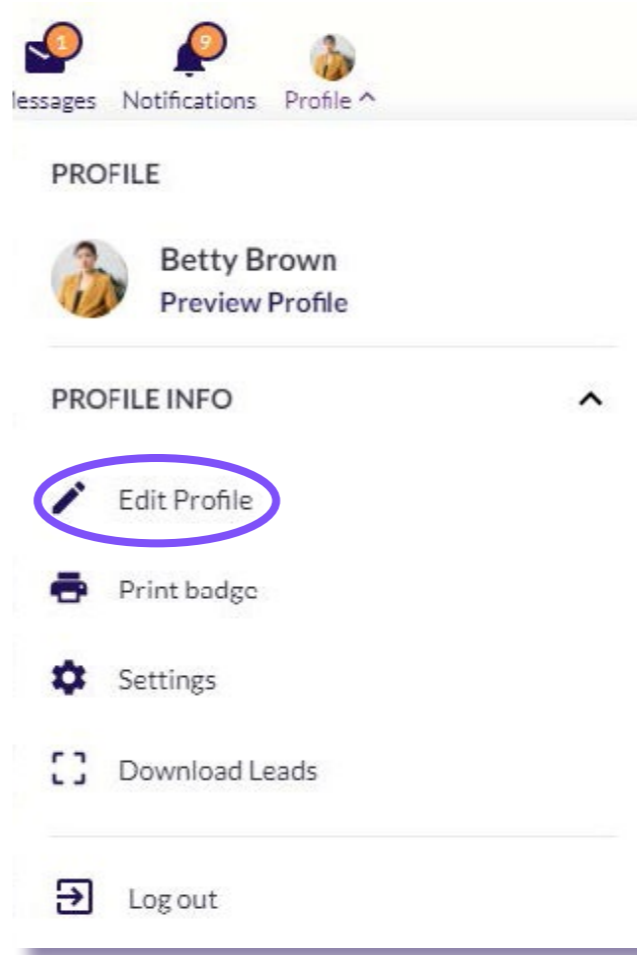 1
9
essages Notifications Profile
PROFILE
Betty Brown
Preview Profile
PROFILE INFO
Edit Profile
Print badge
Settings
Download Leads
Log out